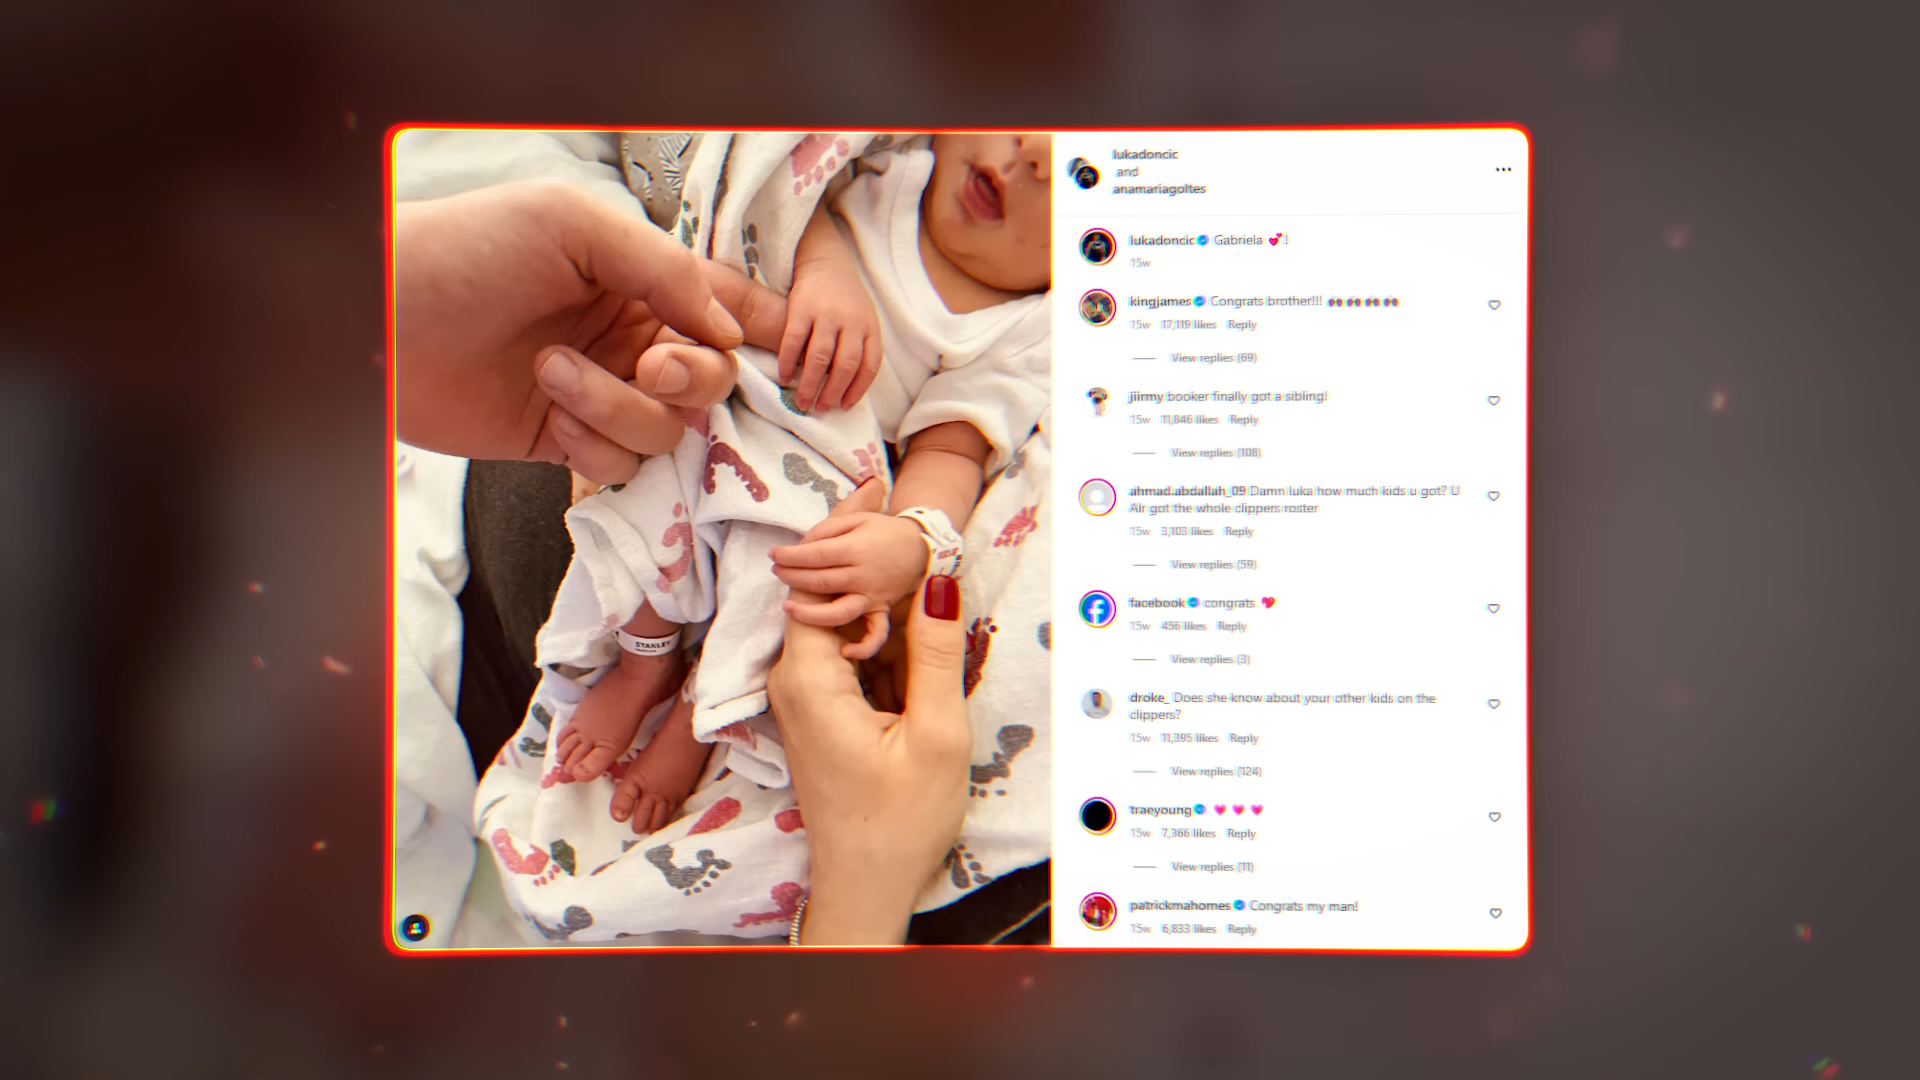 lukadoncic
and
anamariagoltes
lukadoncic Gabriela 💕!
15w
kingjames Congrats brother!!! 🙌🏾 🙌🏾 🙌🏾 🙌🏾
15w 17,119 likes Reply
View replies (69)
jiirmy booker finally got a sibling!
15w 11,846 likes Reply
View replies (108)
ahmad.abdallah_09 Damn luka how much kids u got? U
Alr got the whole clippers roster
15w 3,103 likes Reply
View replies (59)
facebook congrats 💖
15w 456 likes Reply
View replies (3)
droke_ Does she know about your other kids on the
clippers?
15w 11,395 likes Reply
View replies (124)
traeyoung 💗 💗 💗
15w 7,366 likes Reply
View replies (11)
patrickmahomes Congrats my man!
15w 6,833 likes Reply
STANLEY